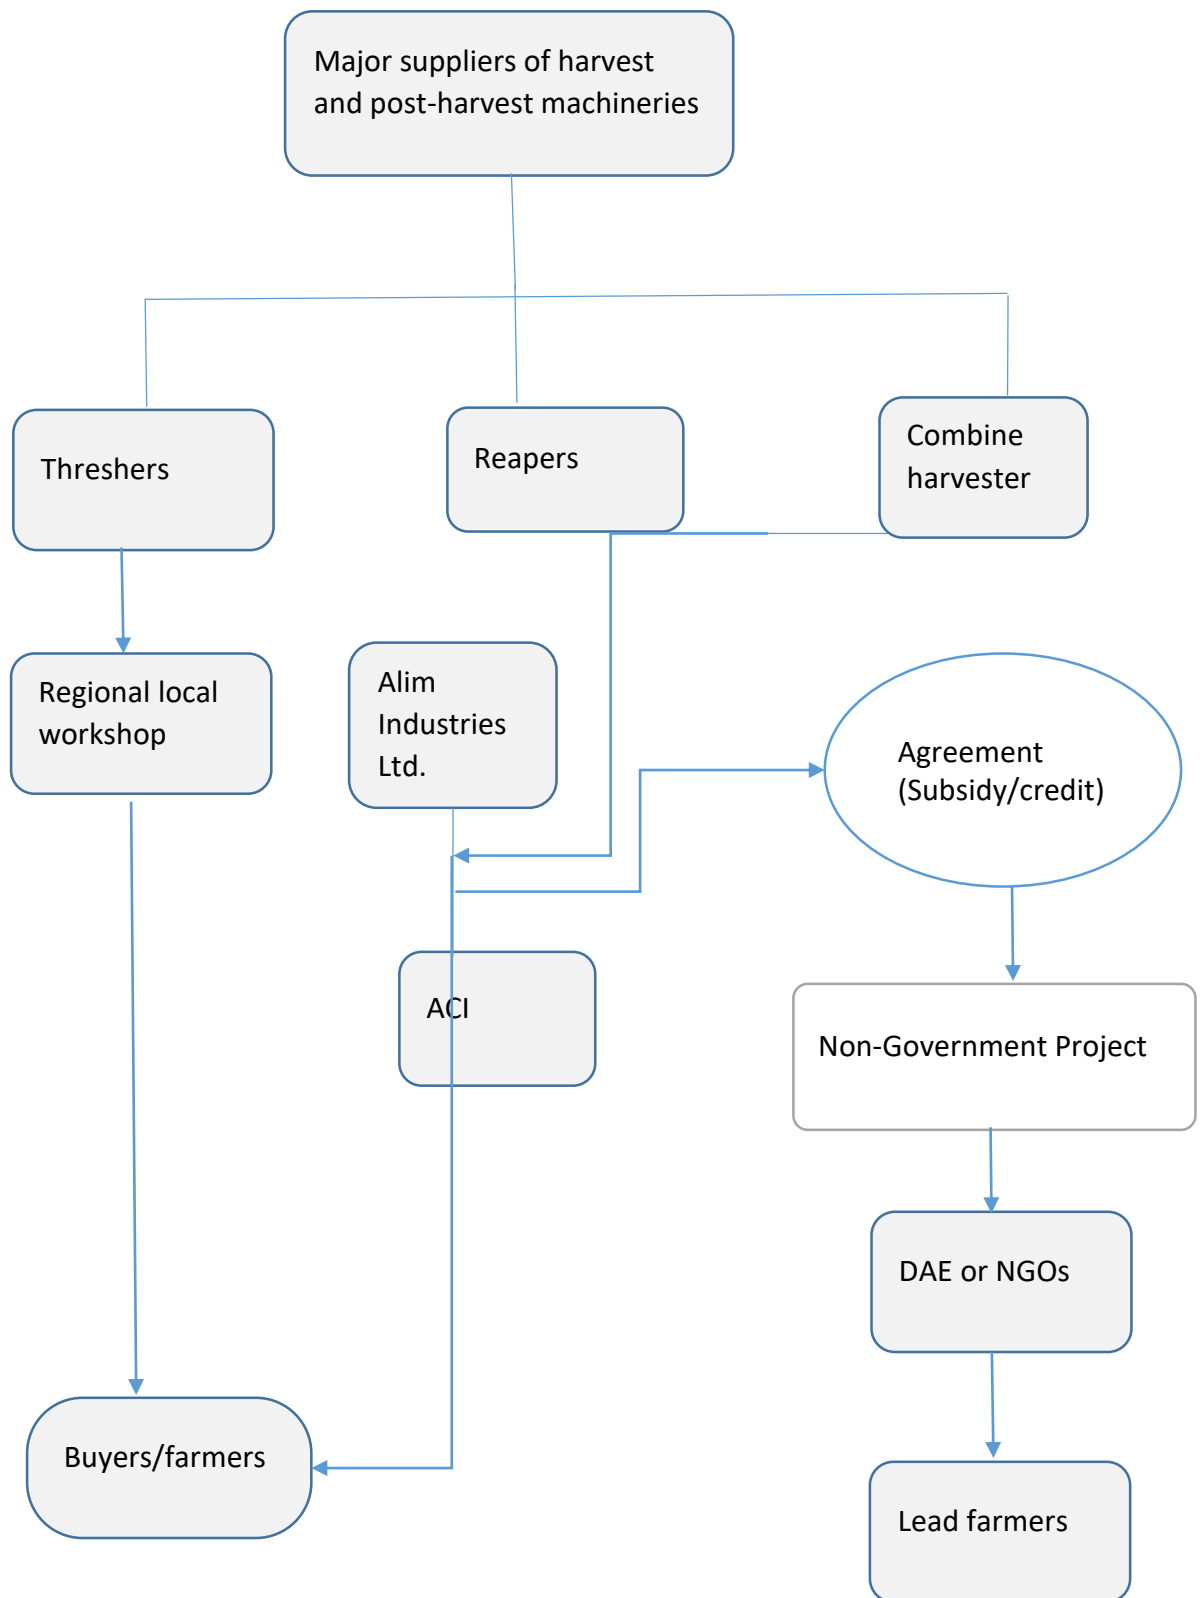 Major suppliers of harvest
and post-harvest machineries
Threshers
Reapers
Combine
harvester
Regional local
workshop
Alim
Industries
Ltd.
Agreement
(Subsidy/credit)
ACI
Non-Government Project
DAE or NGOs
Buyers/farmers
Lead farmers